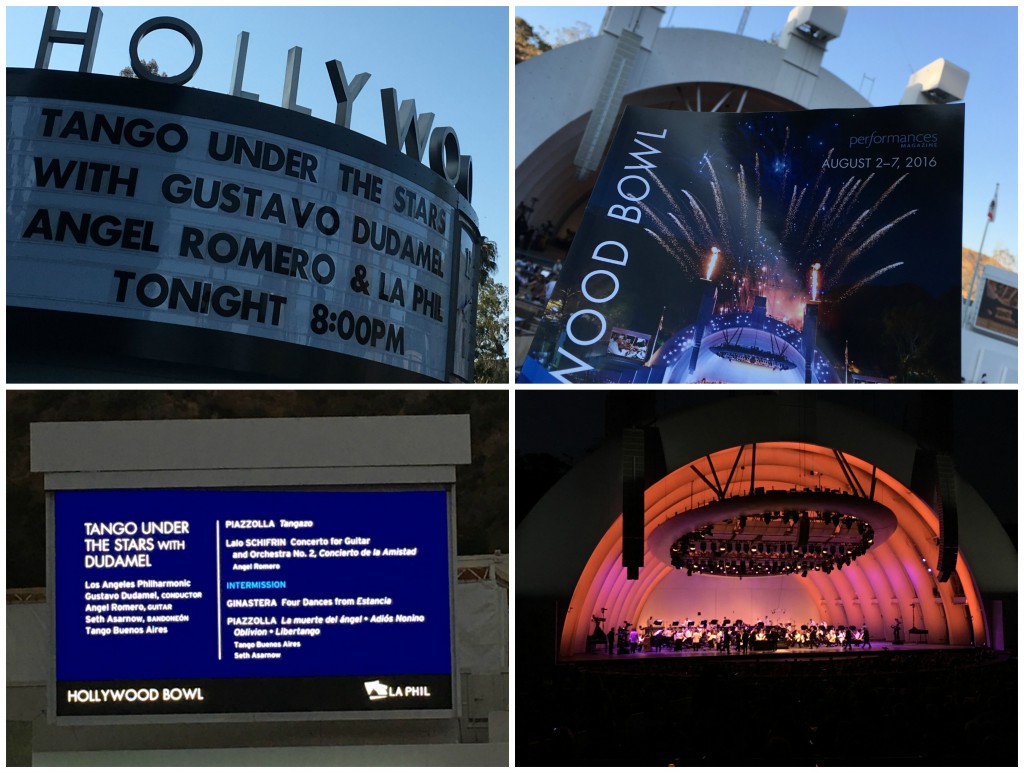 HOLLYWO
TANGO UNDER THE STARS
WITH GUSTAVO DUDAMEL
ANGEL ROMERO & LA PHIL
TONIGHT 8:00PM
performances
MAGAZINE
AUGUST 2–7, 2016
WOOD BOWL
TANGO UNDER
THE STARS WITH
DUDAMEL
Los Angeles Philharmonic
Gustavo Dudamel, CONDUCTOR
Angel Romero, GUITAR
Seth Asarnow, BANDONEÓN
Tango Buenos Aires
PIAZZOLLA Tangazo
Lalo SCHIFRIN Concerto for Guitar
and Orchestra No. 2, Concierto de la Amistad
Angel Romero
INTERMISSION
GINASTERA Four Dances from Estancia
PIAZZOLLA La muerte del ángel • Adiós Nonino
Oblivion • Libertango
Tango Buenos Aires
Seth Asarnow
HOLLYWOOD BOWL
LA PHIL